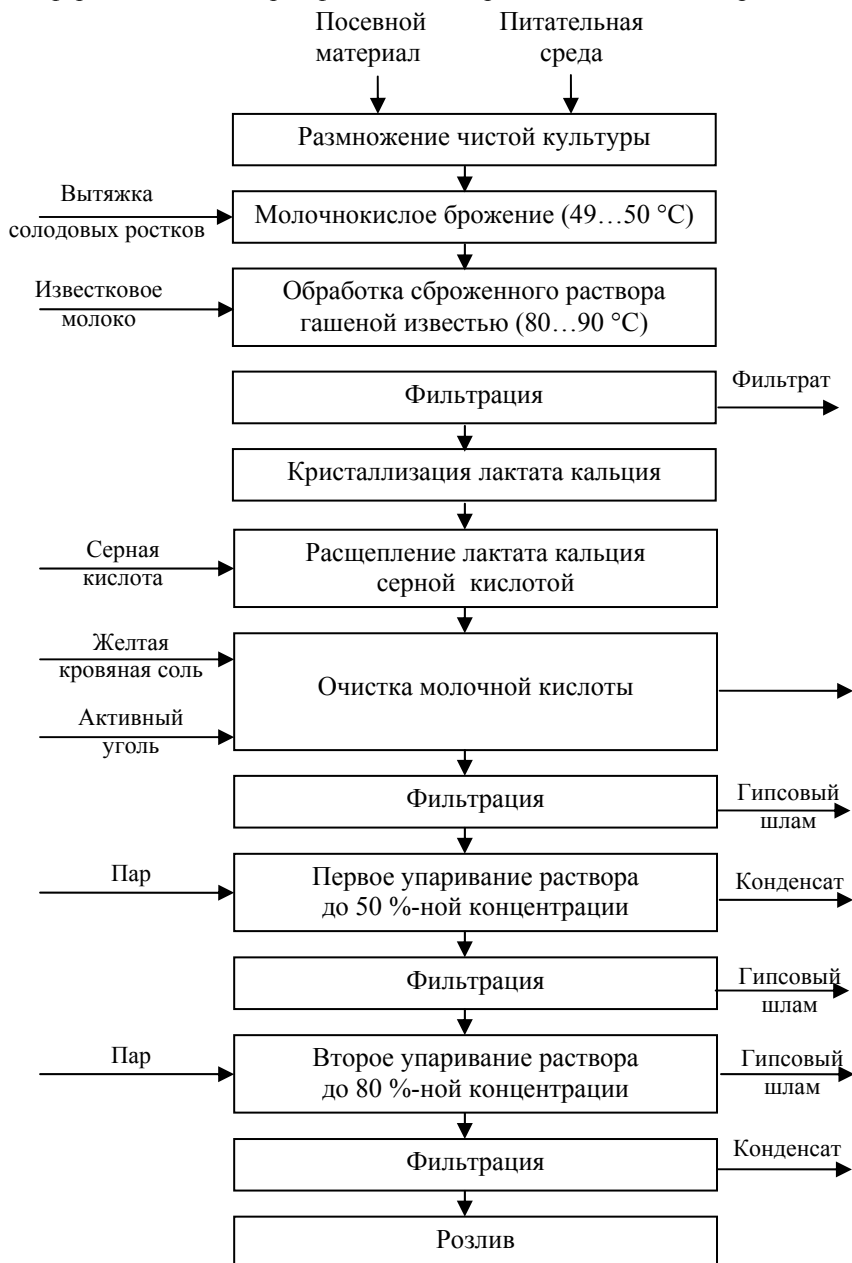 Посевной
материал
Питательная
среда
Размножение чистой культуры
Вытяжка
солодовых ростков
Молочнокислое брожение (49…50 °С)
Известковое
молоко
Обработка сброженного раствора
гашеной известью (80…90 °С)
Фильтрация
Фильтрат
Кристаллизация лактата кальция
Серная
кислота
Расщепление лактата кальция
серной кислотой
Желтая
кровяная соль
Очистка молочной кислоты
Активный
уголь
Фильтрация
Гипсовый
шлам
Пар
Первое упаривание раствора
до 50 %-ной концентрации
Конденсат
Фильтрация
Гипсовый
шлам
Пар
Второе упаривание раствора
до 80 %-ной концентрации
Гипсовый
шлам
Фильтрация
Конденсат
Розлив